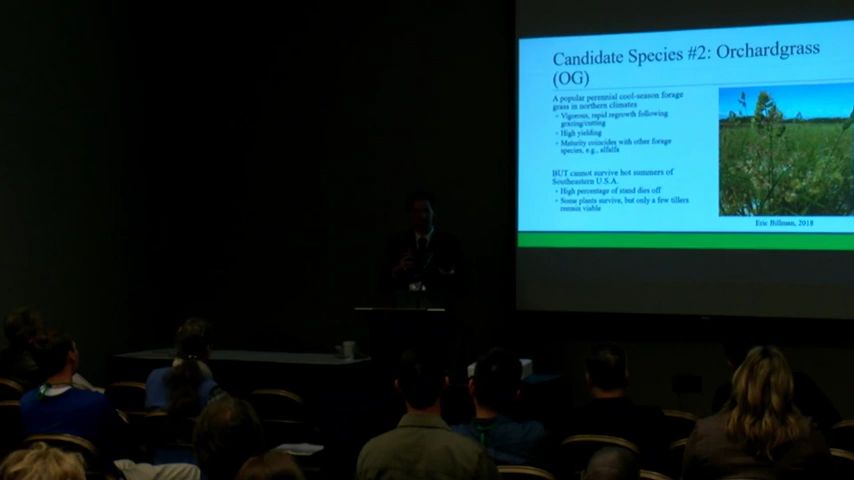 Candidate Species #2: Orchardgrass
(OG)
A popular perennial cool-season forage
grass in northern climates
• Vigorous, rapid regrowth following
grazing/cutting
• High yielding
• Maturity coincides with other forage
species, e.g., alfalfa
BUT cannot survive hot summers of
Southeastern U.S.A.
• High percentage of stand dies off
• Some plants survive, but only a few tillers
remain viable
Eric Billman, 2018